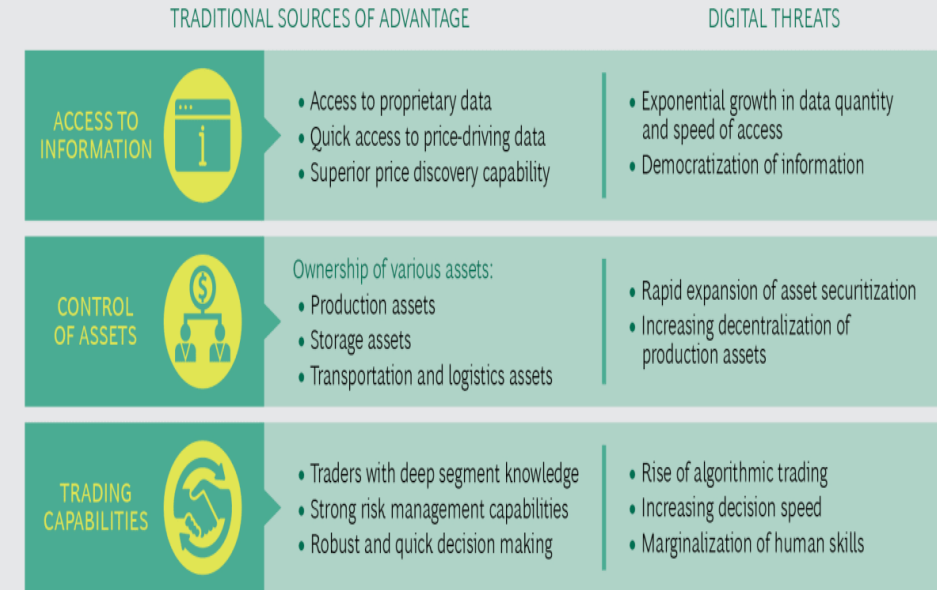 TRADITIONAL SOURCES OF ADVANTAGE
DIGITAL THREATS
ACCESS TO
INFORMATION
i
• Access to proprietary data
• Quick access to price-driving data
• Superior price discovery capability
• Exponential growth in data quantity
and speed of access
• Democratization of information
CONTROL
OF ASSETS
$
Ownership of various assets:
• Production assets
• Storage assets
• Transportation and logistics assets
• Rapid expansion of asset securitization
• Increasing decentralization of
production assets
TRADING
CAPABILITIES
• Traders with deep segment knowledge
• Strong risk management capabilities
• Robust and quick decision making
• Rise of algorithmic trading
• Increasing decision speed
• Marginalization of human skills